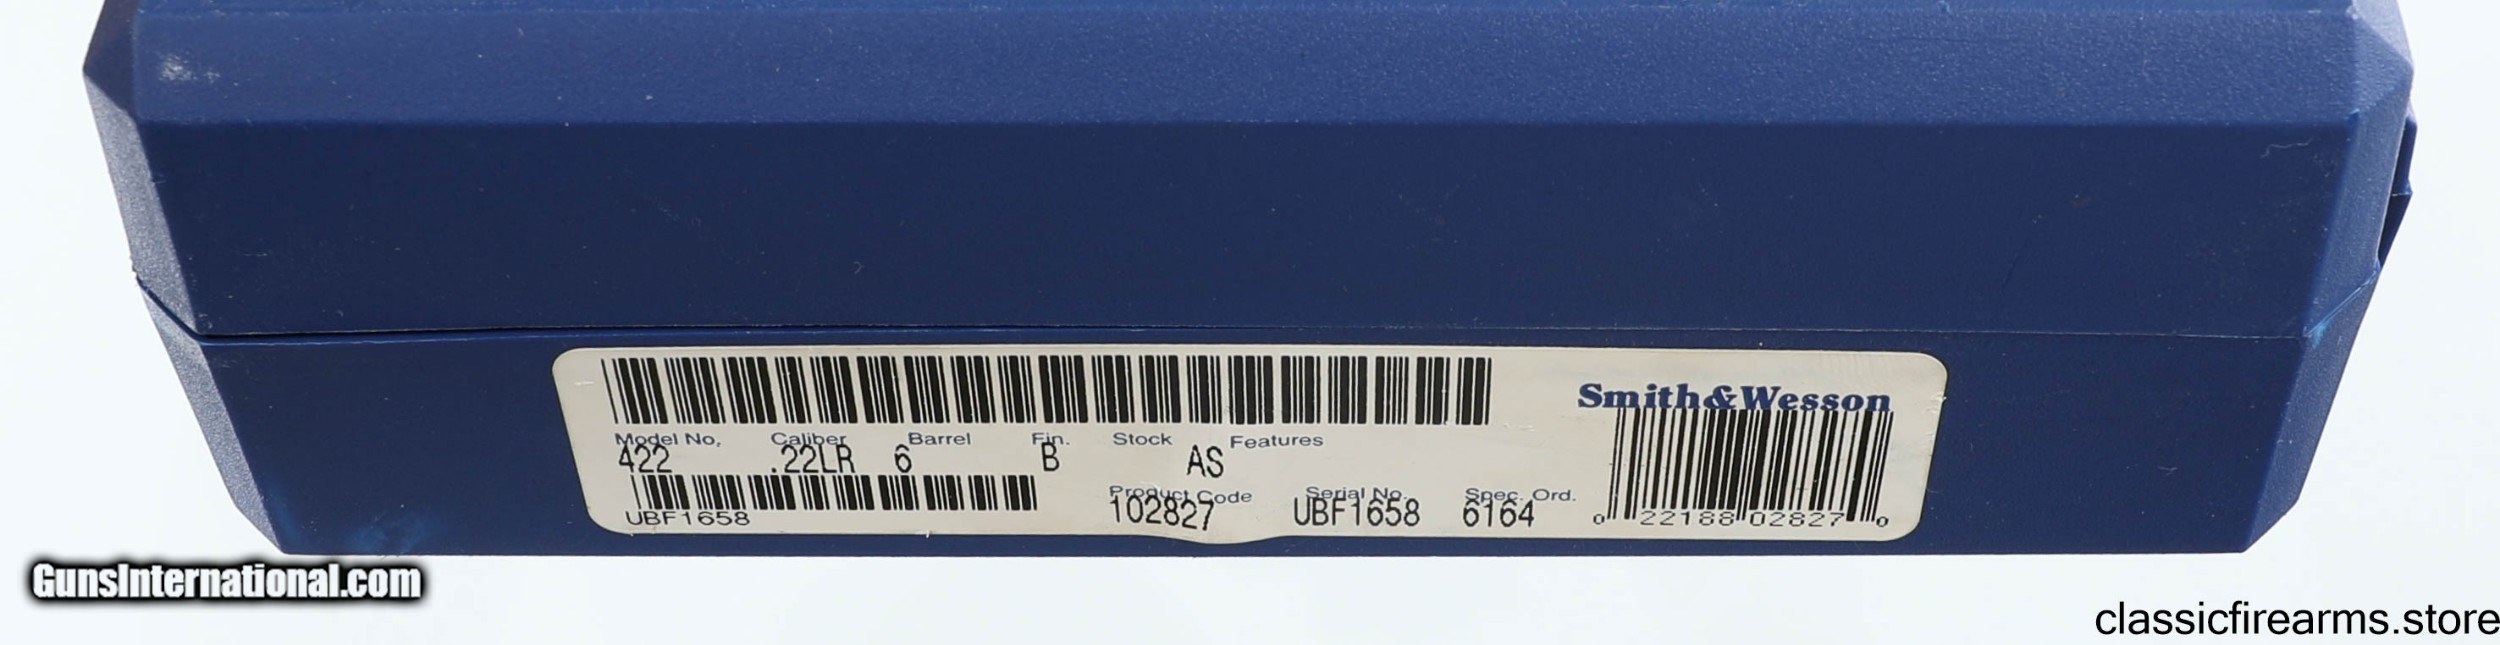 Smith&Wesson
Model No, Caliber Barrel Fin. Stock Features
422 .22LR 6 B AS
Product Code Serial No. Spec. Ord.
102827 UBF1658 6164
UBF1658
0 22188 02827 0
GunsInternational.com
classicfirearms.store